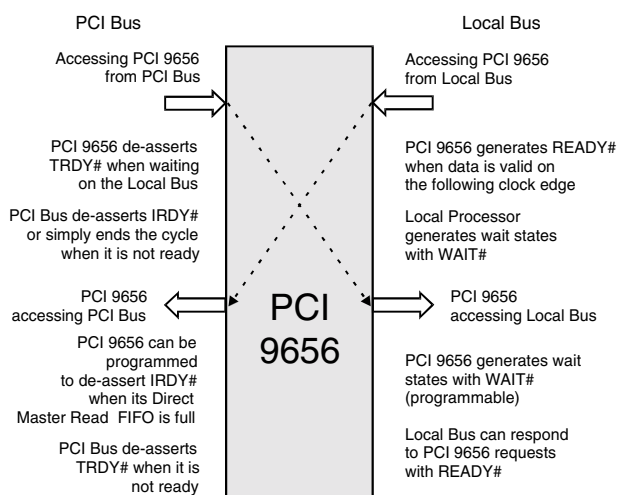 PCI Bus
Local Bus
Accessing PCI 9656
from PCI Bus
Accessing PCI 9656
from Local Bus
PCI 9656 de-asserts
TRDY# when waiting
on the Local Bus
PCI 9656 generates READY#
when data is valid on
the following clock edge
PCI Bus de-asserts IRDY#
or simply ends the cycle
when it is not ready
Local Processor
generates wait states
with WAIT#
PCI 9656
accessing PCI Bus
PCI
9656
PCI 9656
accessing Local Bus
PCI 9656 can be
programmed
to de-assert IRDY#
when its Direct
Master Read FIFO is full
PCI 9656 generates wait
states with WAIT#
(programmable)
PCI Bus de-asserts
TRDY# when it is
not ready
Local Bus can respond
to PCI 9656 requests
with READY#